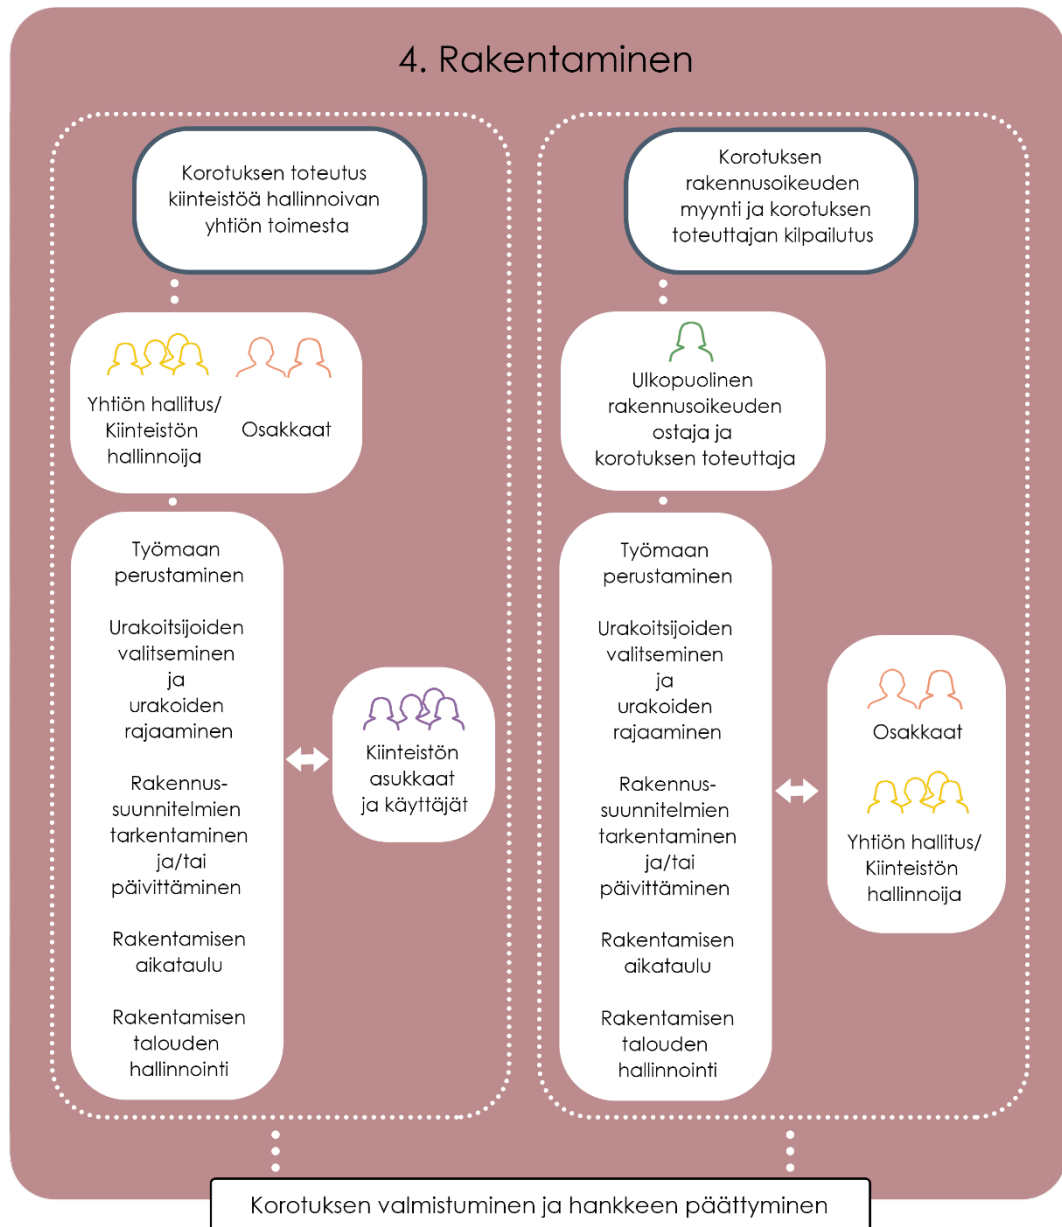 4. Rakentaminen
Korotuksen toteutus
kiinteistöä hallinnoivan
yhtiön toimesta
Yhtiön hallitus/
Kiinteistön
hallinnoija
Osakkaat
Työmaan
perustaminen
Urakoitsijoiden
valitseminen
ja
urakoiden
rajaaminen
Rakennus-
suunnitelmien
tarkentaminen
ja/tai
päivittäminen
Rakentamisen
aikataulu
Rakentamisen
talouden
hallinnointi
Kiinteistön
asukkaat
ja käyttäjät
Korotuksen
rakennusoikeuden
myynti ja korotuksen
toteuttajan kilpailutus
Ulkopuolinen
rakennusoikeuden
ostaja ja
korotuksen toteuttaja
Työmaan
perustaminen
Urakoitsijoiden
valitseminen
ja
urakoiden
rajaaminen
Rakennus-
suunnitelmien
tarkentaminen
ja/tai
päivittäminen
Rakentamisen
aikataulu
Rakentamisen
talouden
hallinnointi
Osakkaat
Yhtiön hallitus/
Kiinteistön
hallinnoija
Korotuksen valmistuminen ja hankkeen päättyminen